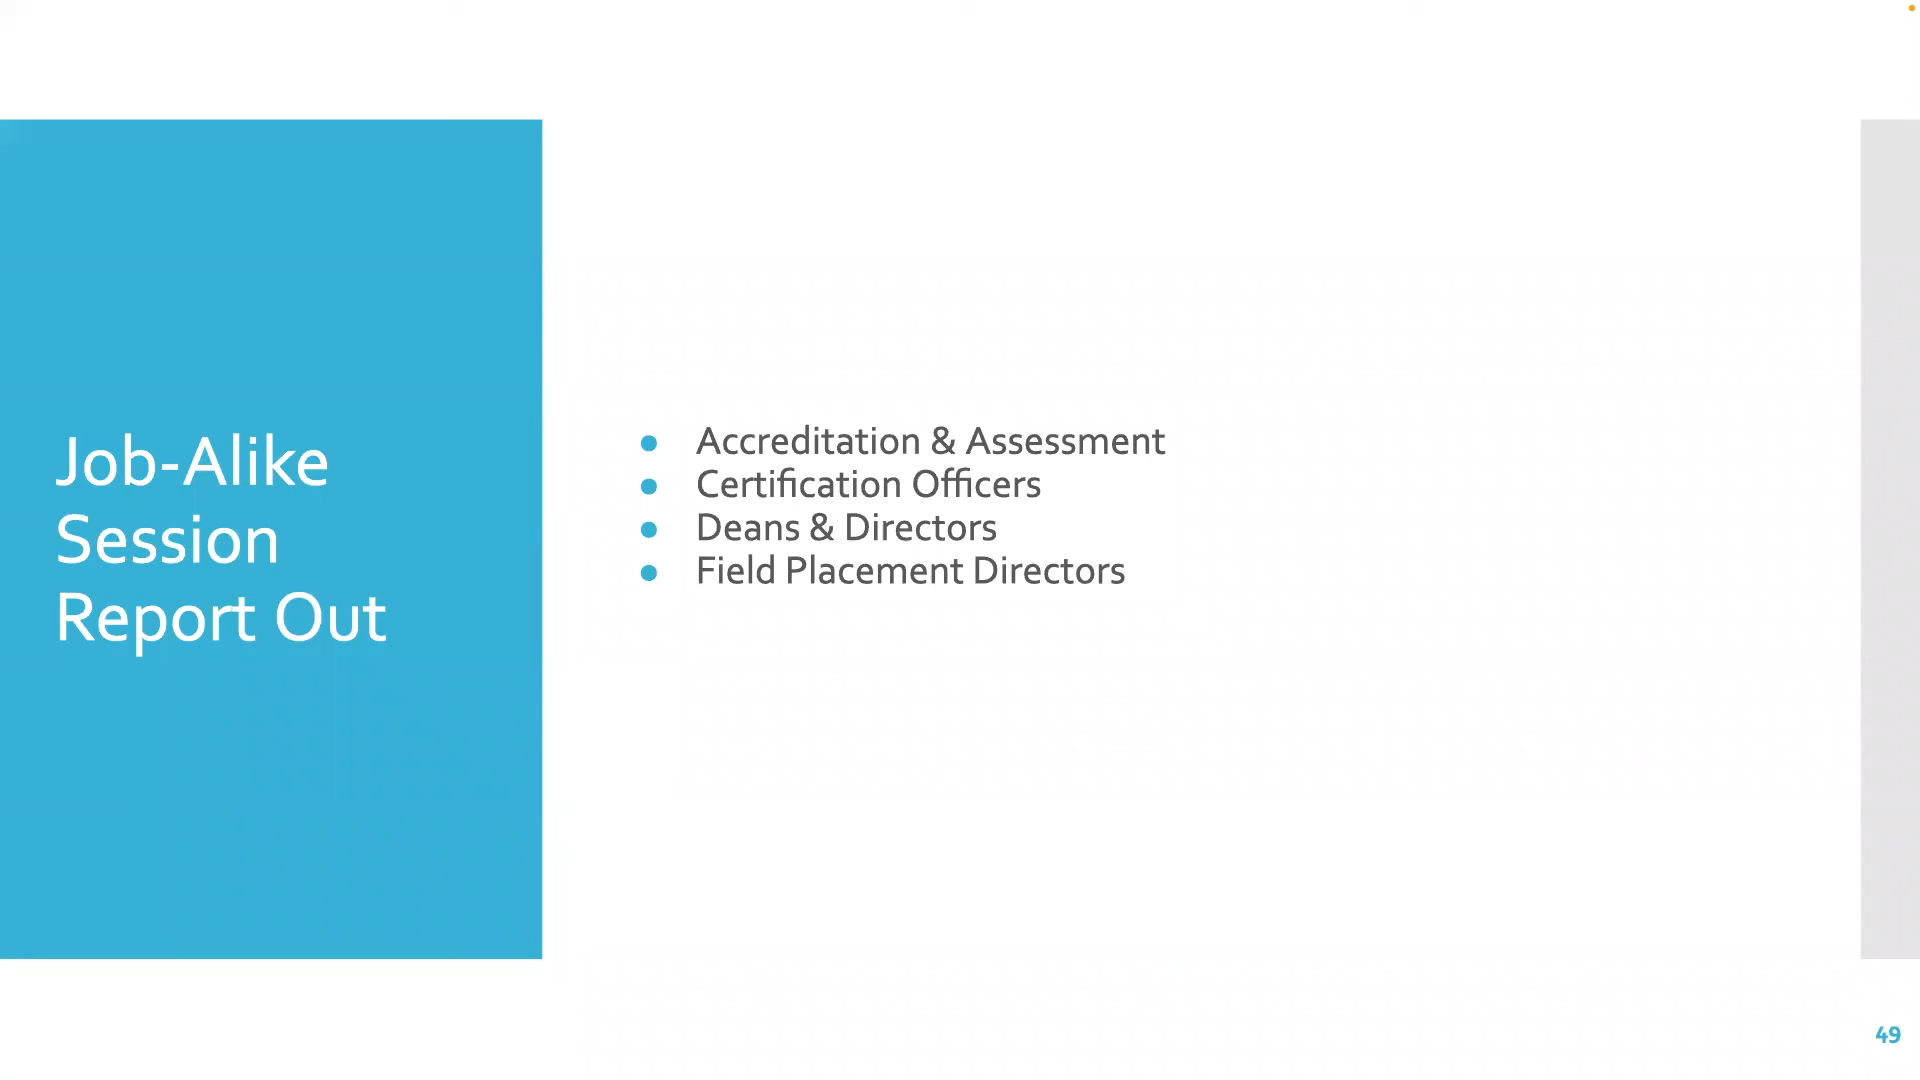 Job-Alike
Session
Report Out
● Accreditation & Assessment
● Certification Officers
● Deans & Directors
● Field Placement Directors
49